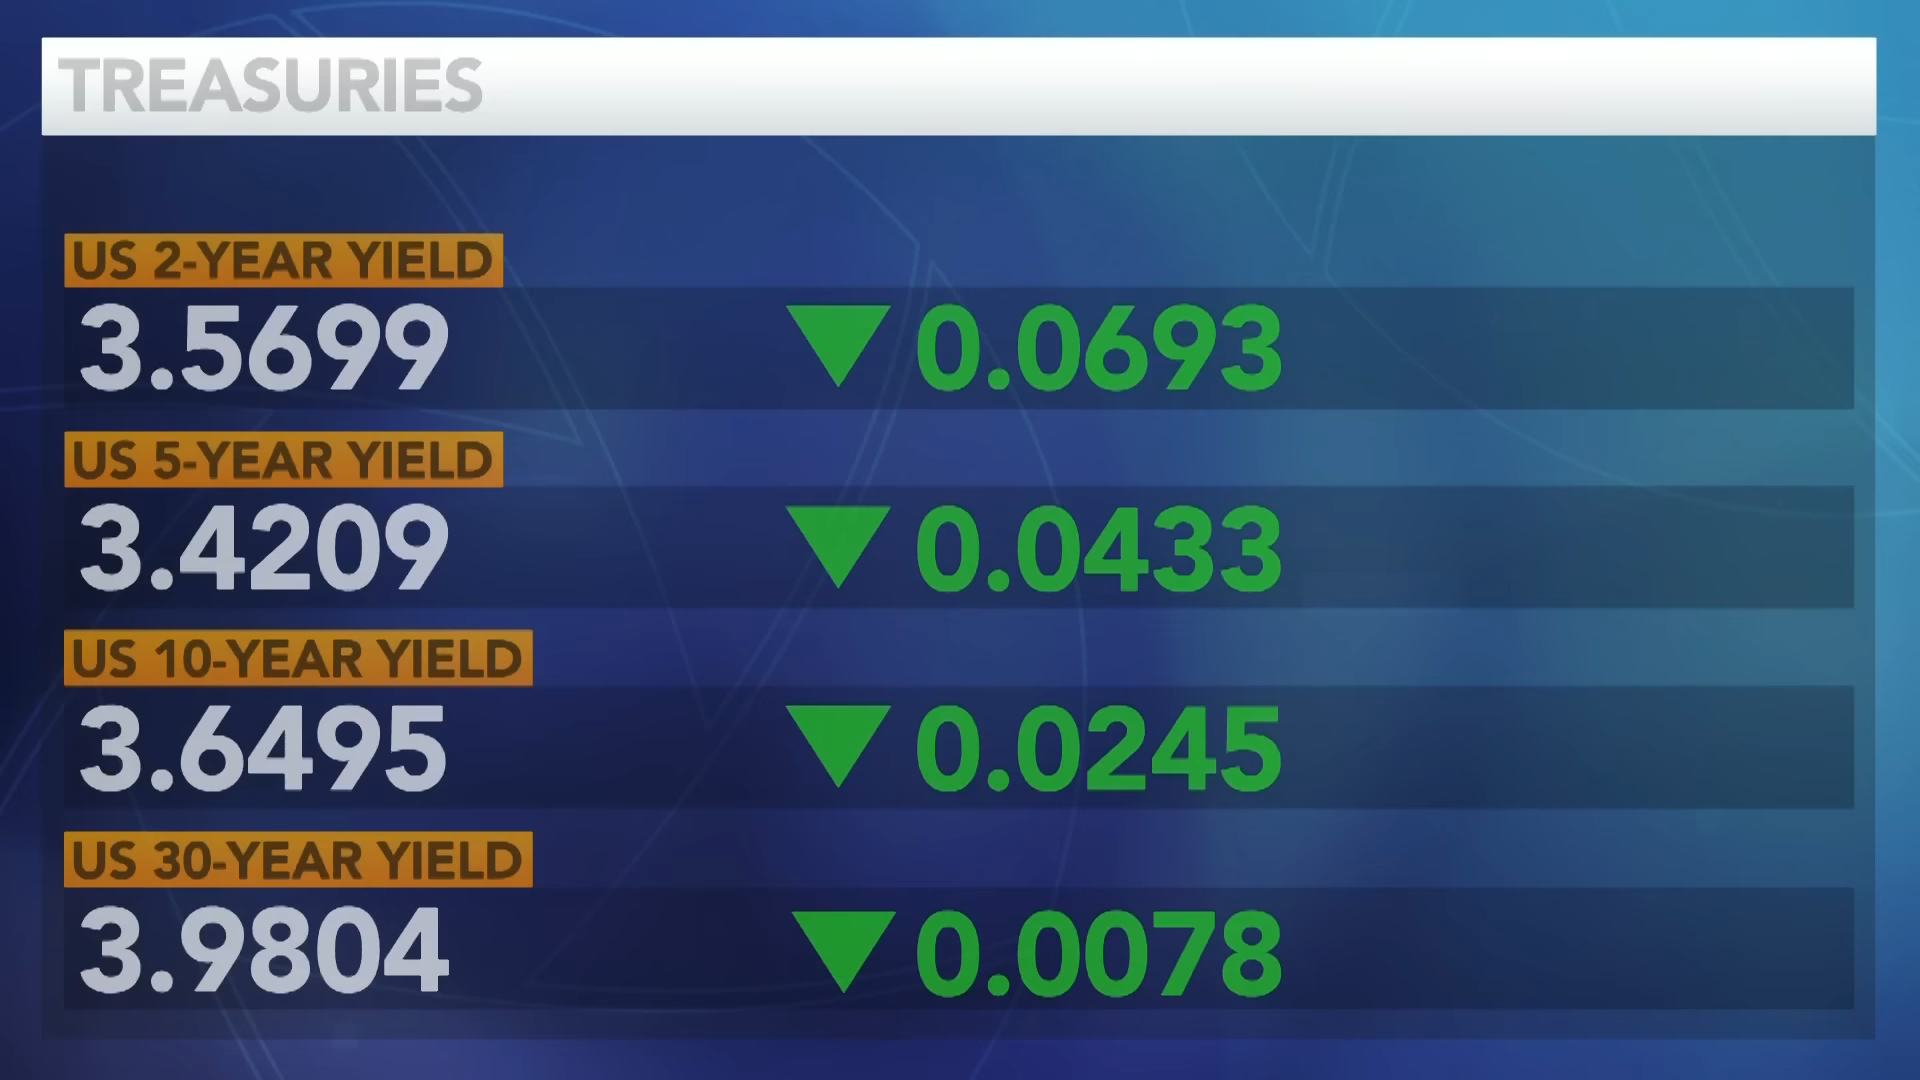 TREASURIES
US 2-YEAR YIELD
3.5699 ▼ 0.0693
US 5-YEAR YIELD
3.4209 ▼ 0.0433
US 10-YEAR YIELD
3.6495 ▼ 0.0245
US 30-YEAR YIELD
3.9804 ▼ 0.0078